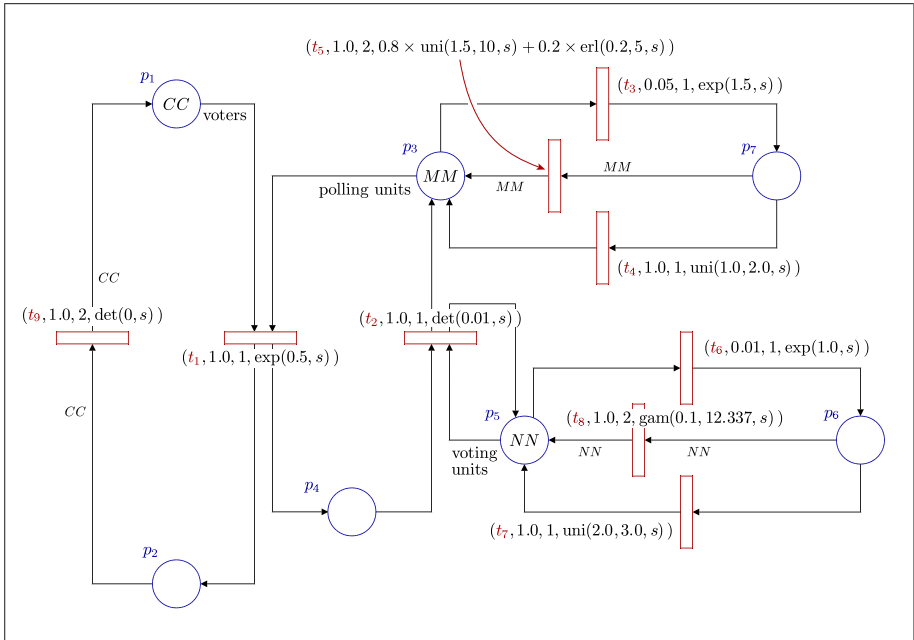 (t₅, 1.0, 2, 0.8 × uni(1.5, 10, s) + 0.2 × erl(0.2, 5, s))
p₁
CC
voters
(t₃, 0.05, 1, exp(1.5, s))
p₃
MM
polling units
MM
MM
p₇
(t₄, 1.0, 1, uni(1.0, 2.0, s))
CC
(t₉, 1.0, 2, det(0, s))
(t₁, 1.0, 1, exp(0.5, s))
(t₂, 1.0, 1, det(0.01, s))
(t₆, 0.01, 1, exp(1.0, s))
CC
p₅
NN
voting
units
(t₈, 1.0, 2, gam(0.1, 12.337, s))
NN
NN
p₆
p₄
(t₇, 1.0, 1, uni(2.0, 3.0, s))
p₂